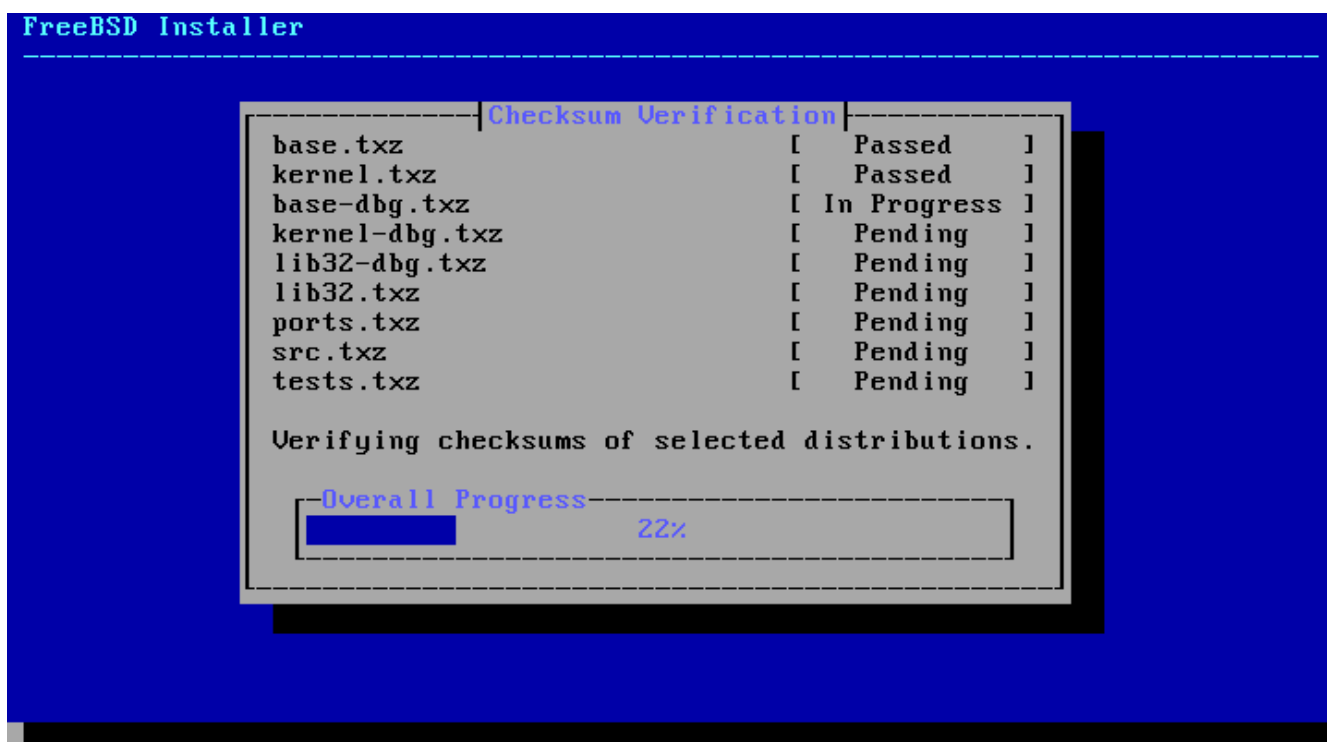 FreeBSD Installer
Checksum Verification
base.txz [ Passed ]
kernel.txz [ Passed ]
base-dbg.txz [ In Progress ]
kernel-dbg.txz [ Pending ]
lib32-dbg.txz [ Pending ]
lib32.txz [ Pending ]
ports.txz [ Pending ]
src.txz [ Pending ]
tests.txz [ Pending ]
Verifying checksums of selected distributions.
Overall Progress
22%